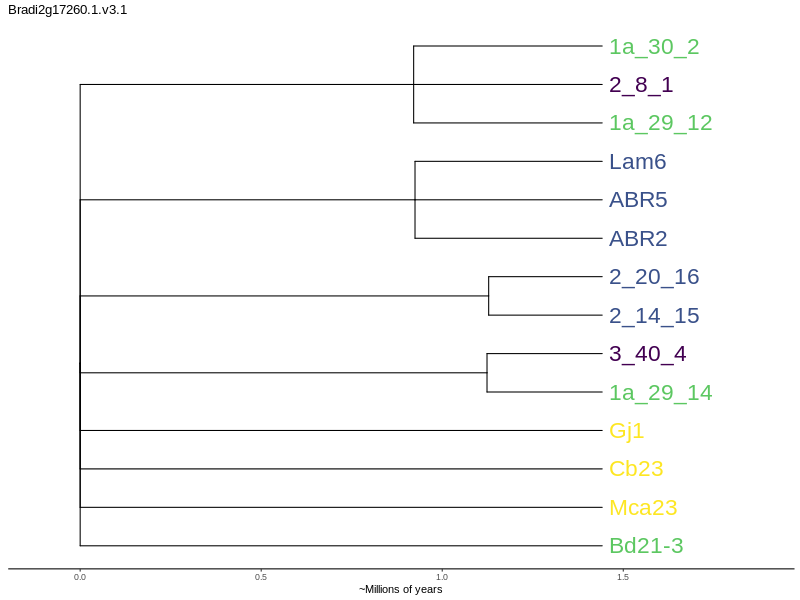 Bradi2g17260.1.v3.1
1a_30_2
2_8_1
1a_29_12
Lam6
ABR5
ABR2
2_20_16
2_14_15
3_40_4
1a_29_14
Gj1
Cb23
Mca23
Bd21-3
0.0 0.5 1.0 1.5
~Millions of years